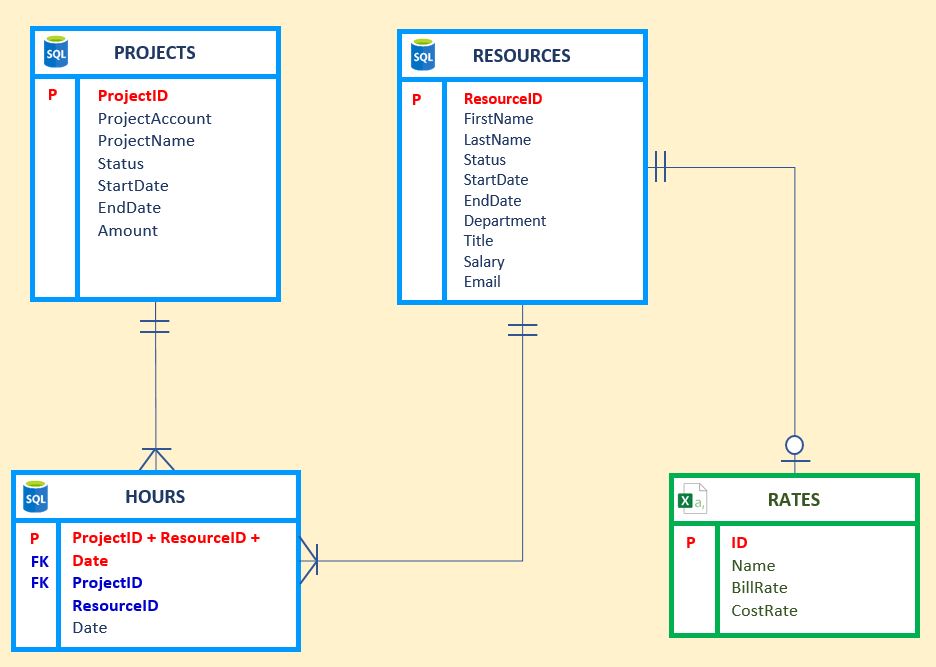 SQL
PROJECTS
P
ProjectID
ProjectAccount
ProjectName
Status
StartDate
EndDate
Amount
SQL
RESOURCES
P
ResourceID
FirstName
LastName
Status
StartDate
EndDate
Department
Title
Salary
Email
SQL
HOURS
P
ProjectID + ResourceID +
Date
FK
ProjectID
FK
ResourceID
Date
X a,
RATES
P
ID
Name
BillRate
CostRate